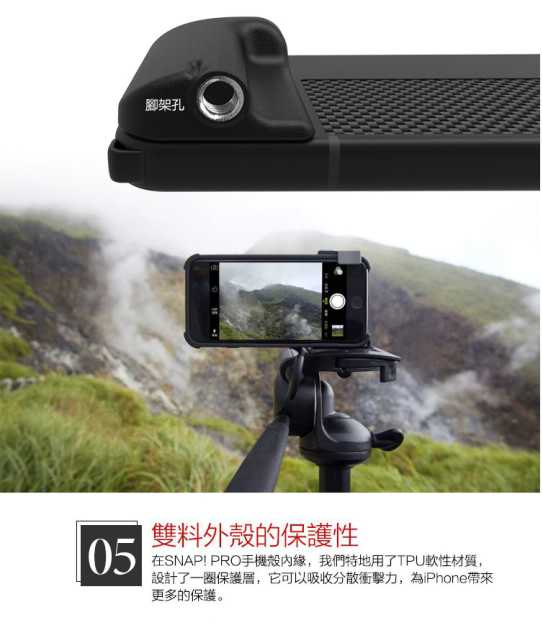 腳架孔
05
雙料外殼的保護性
在SNAP! PRO手機殼內緣，我們特地用了TPU軟性材質，
設計了一圈保護層，它可以吸收分散衝擊力，為iPhone帶來
更多的保護。